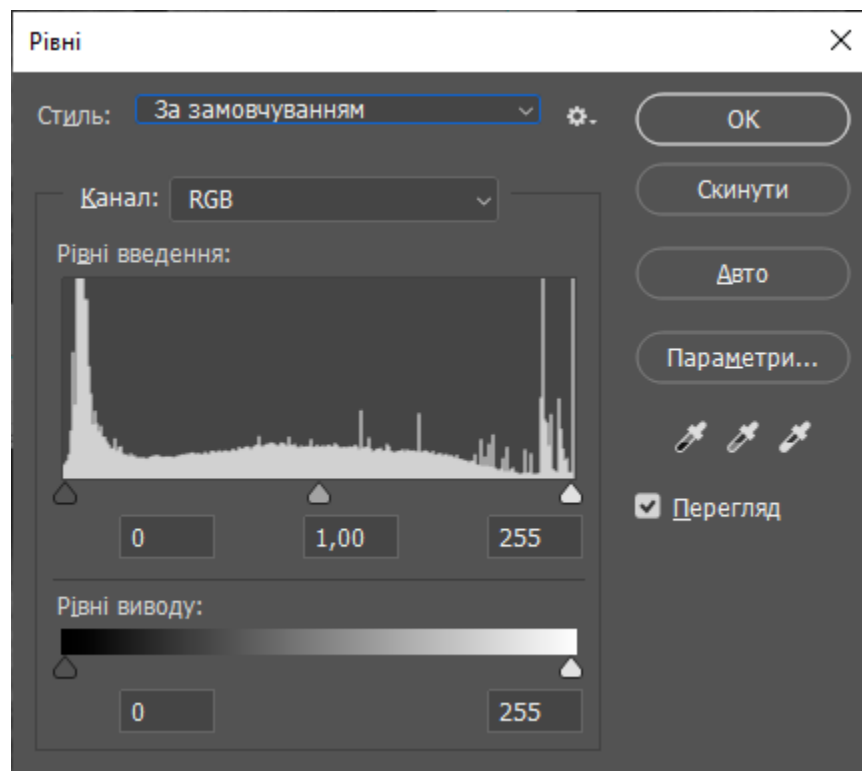 Рівні
Стиль: За замовчуванням
OK
Канал: RGB
Скинути
Рівні введення:
Авто
Параметри...
0 1,00 255
Перегляд
Рівні виводу:
0 255